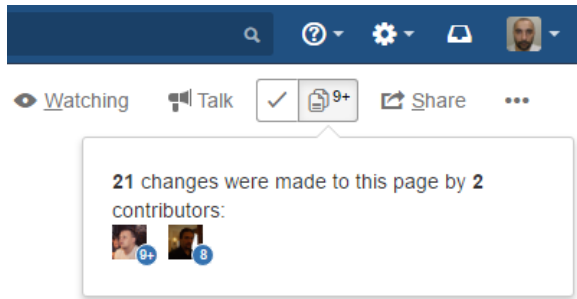 Watching Talk 9+ Share
21 changes were made to this page by 2
contributors:
9+ 8